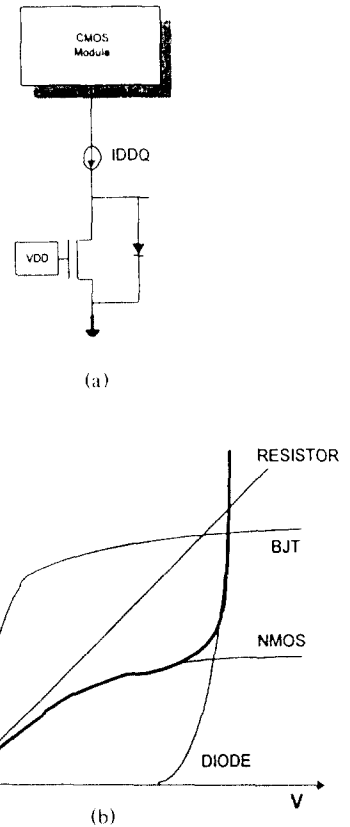 CMOS
Module
IDDQ
VDD
(a)
RESISTOR
BJT
NMOS
DIODE
V
(b)